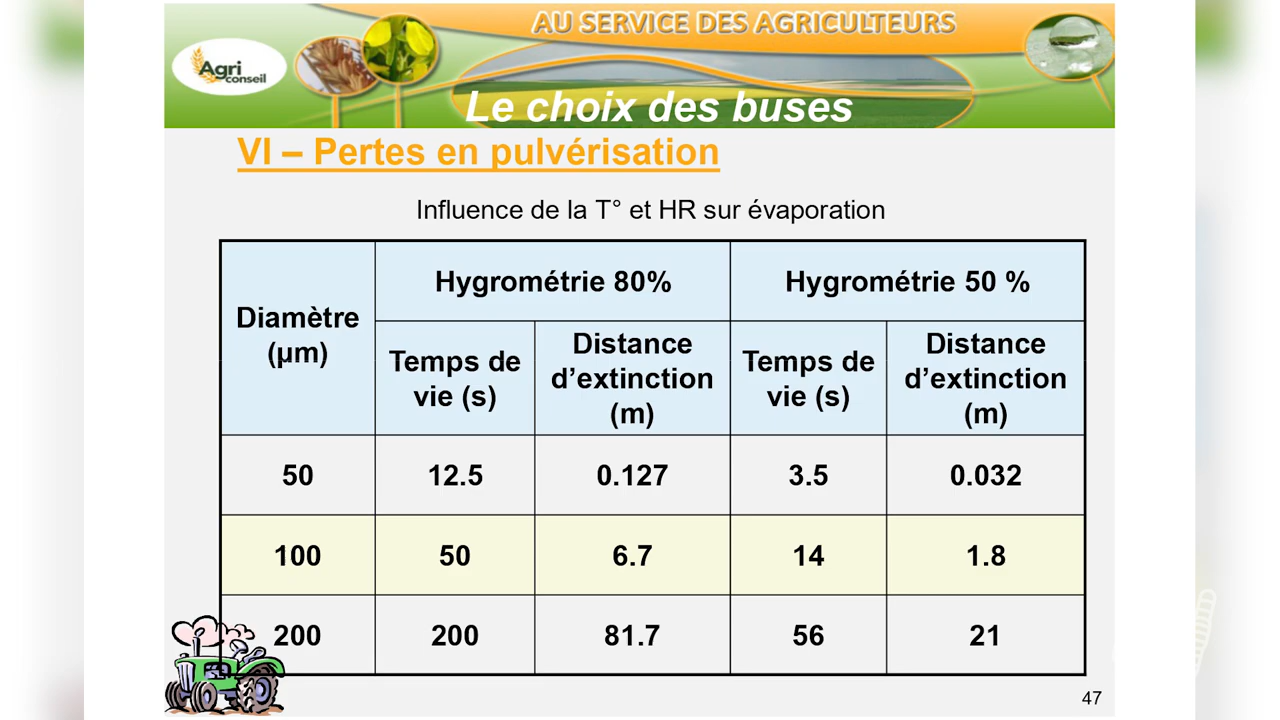 AU SERVICE DES AGRICULTEURS
Agri
conseil
Le choix des buses
VI – Pertes en pulvérisation
Influence de la T° et HR sur évaporation
Diamètre
(µm)
Hygrométrie 80%
Hygrométrie 50 %
Temps de
vie (s)
Distance
d’extinction
(m)
Temps de
vie (s)
Distance
d’extinction
(m)
50 12.5 0.127 3.5 0.032
100 50 6.7 14 1.8
200 200 81.7 56 21
47